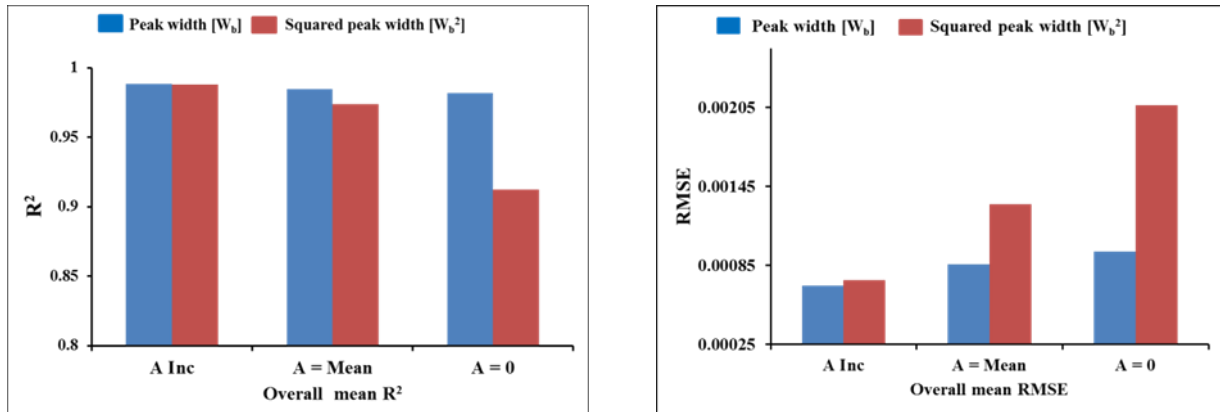 Peak width [Wb] Squared peak width [Wb²]
1
0.95
0.9
0.85
0.8
R²
A Inc A = Mean A = 0
Overall mean R²
Peak width [Wb] Squared peak width [Wb²]
0.00205
0.00145
0.00085
0.00025
RMSE
A Inc A = Mean A = 0
Overall mean RMSE